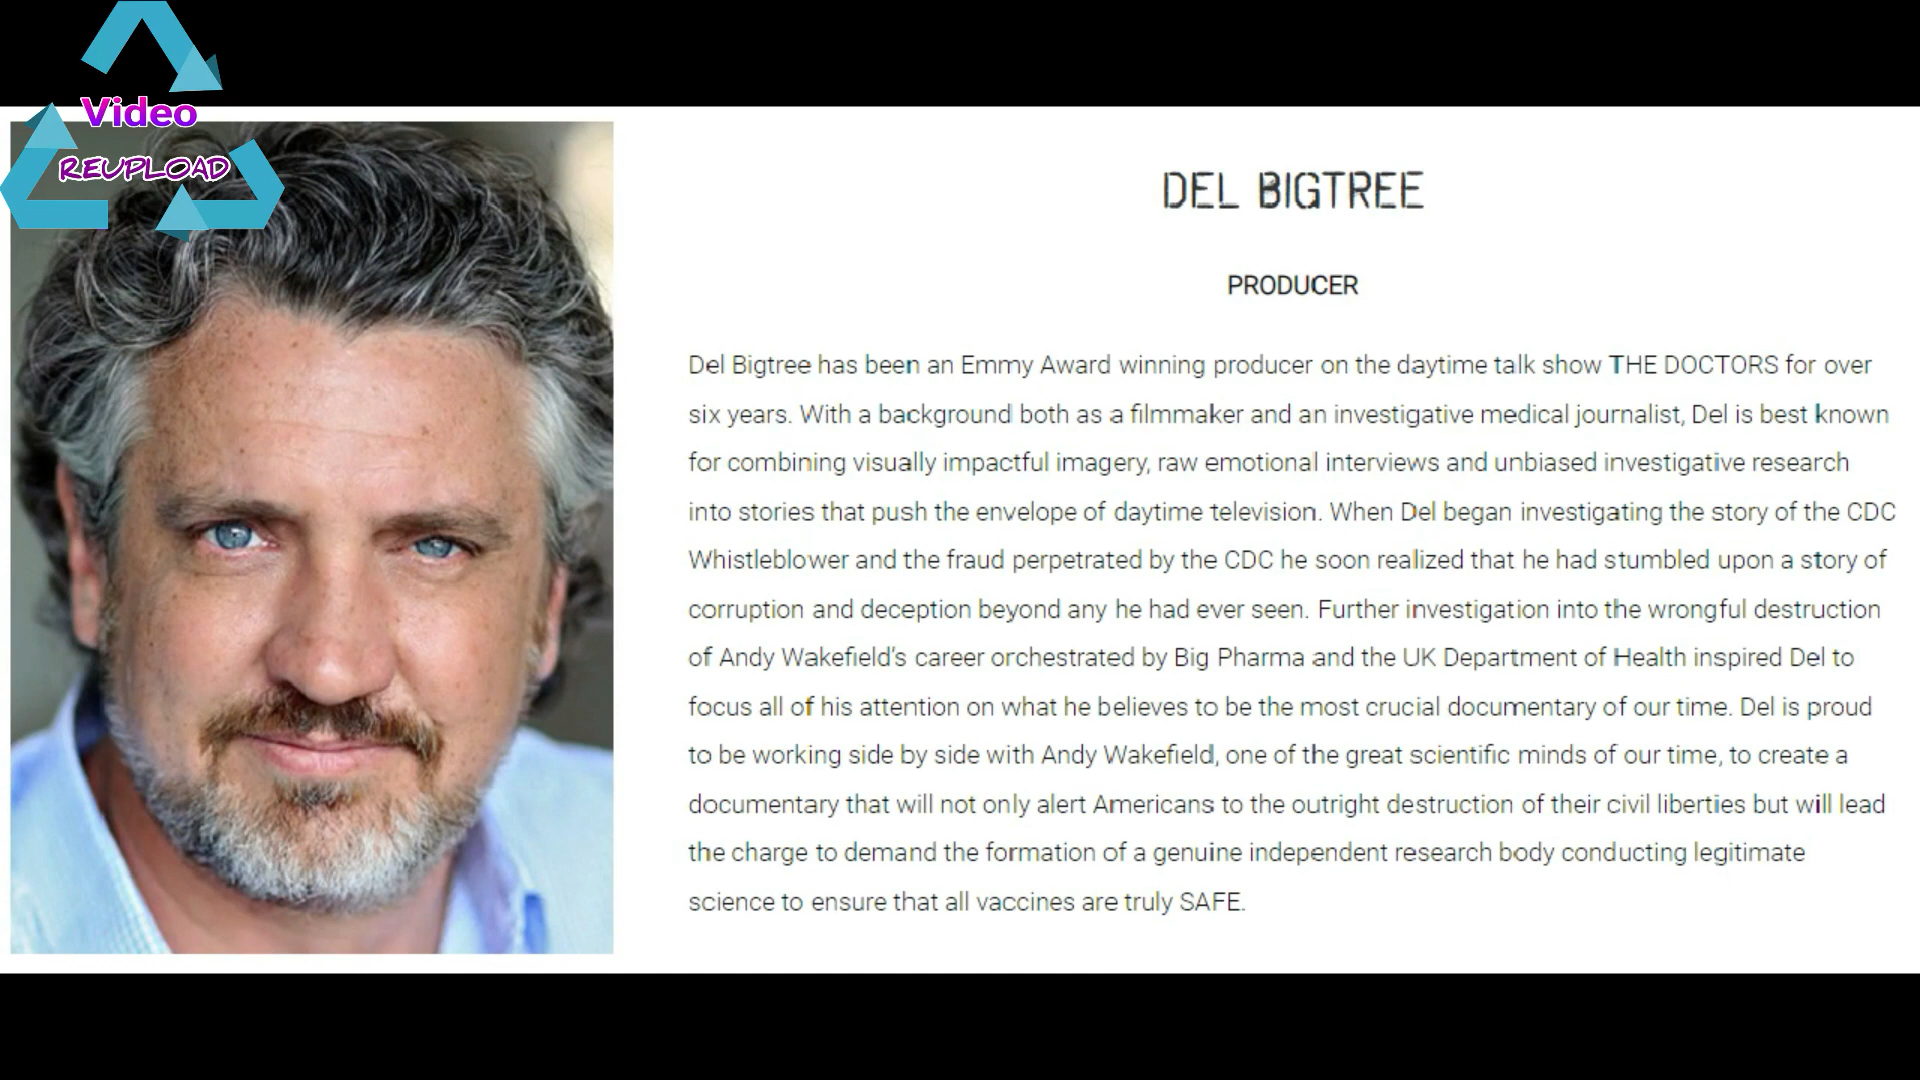 Video
REUPLOAD
DEL BIGTREE
PRODUCER
Del Bigtree has been an Emmy Award winning producer on the daytime talk show THE DOCTORS for over
six years. With a background both as a filmmaker and an investigative medical journalist, Del is best known
for combining visually impactful imagery, raw emotional interviews and unbiased investigative research
into stories that push the envelope of daytime television. When Del began investigating the story of the CDC
Whistleblower and the fraud perpetrated by the CDC he soon realized that he had stumbled upon a story of
corruption and deception beyond any he had ever seen. Further investigation into the wrongful destruction
of Andy Wakefield's career orchestrated by Big Pharma and the UK Department of Health inspired Del to
focus all of his attention on what he believes to be the most crucial documentary of our time. Del is proud
to be working side by side with Andy Wakefield, one of the great scientific minds of our time, to create a
documentary that will not only alert Americans to the outright destruction of their civil liberties but will lead
the charge to demand the formation of a genuine independent research body conducting legitimate
science to ensure that all vaccines are truly SAFE.